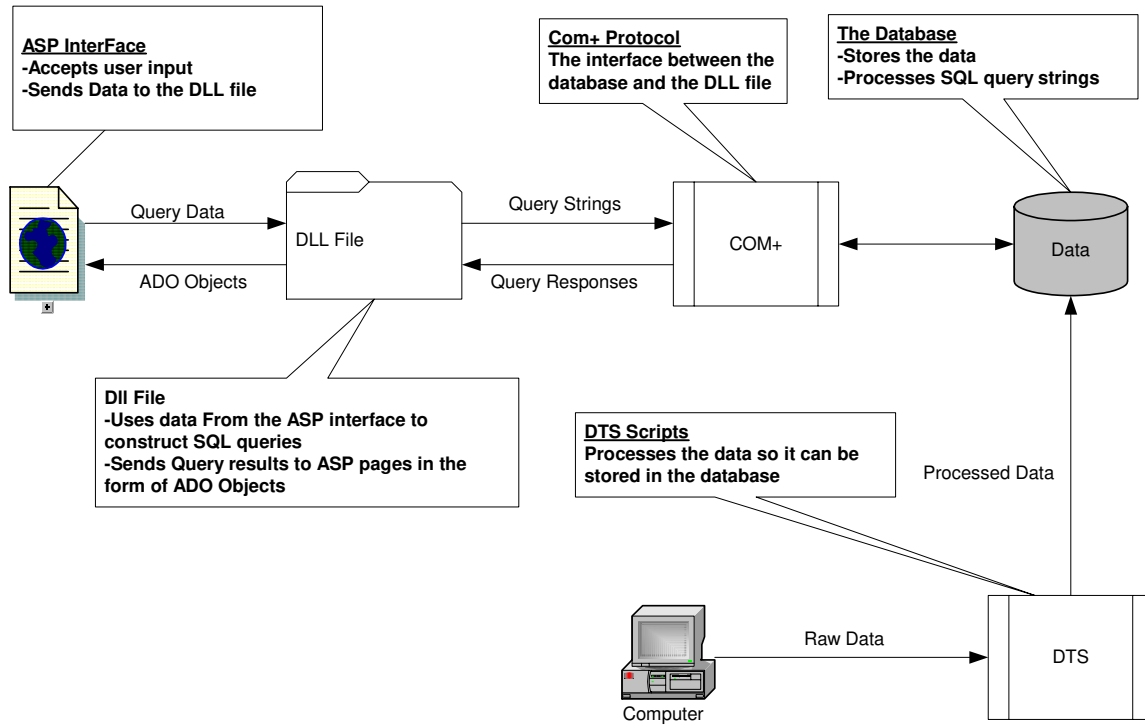 ASP InterFace
-Accepts user input
-Sends Data to the DLL file
Com+ Protocol
The interface between the
database and the DLL file
The Database
-Stores the data
-Processes SQL query strings
Query Data
ADO Objects
DLL File
Query Strings
Query Responses
COM+
Data
Dll File
-Uses data From the ASP interface to
construct SQL queries
-Sends Query results to ASP pages in the
form of ADO Objects
DTS Scripts
Processes the data so it can be
stored in the database
Processed Data
Raw Data
Computer
DTS